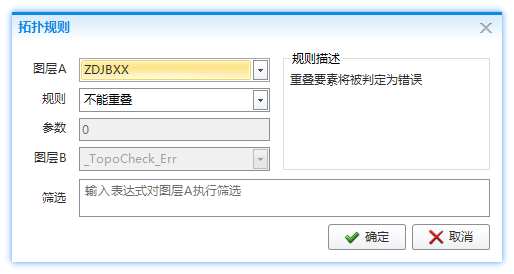 拓扑规则
图层A
ZDJBXX
规则
不能重叠
参数
0
图层B
_TopoCheck_Err
规则描述
重叠要素将被判定为错误
筛选
输入表达式对图层A执行筛选
确定
取消